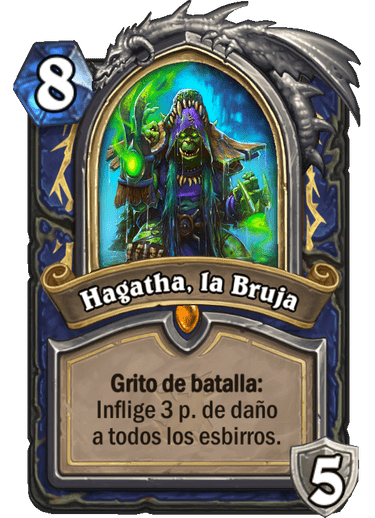 8
Hagatha, la Bruja
Grito de batalla:
Inflige 3 p. de daño
a todos los esbirros.
5